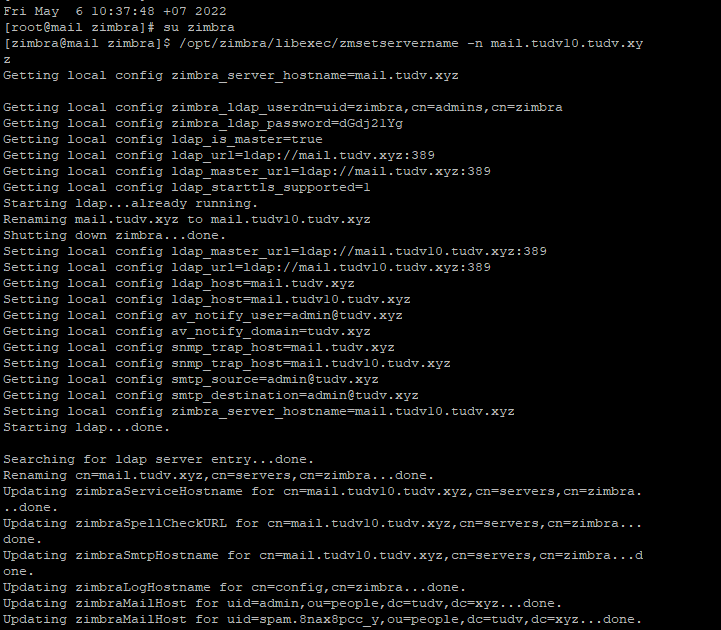 Fri May  6 10:37:48 +07 2022
[root@mail zimbra]# su zimbra
[zimbra@mail zimbra]$ /opt/zimbra/libexec/zmsetservername -n mail.tudv10.tudv.xy
z
Getting local config zimbra_server_hostname=mail.tudv.xyz

Getting local config zimbra_ldap_userdn=uid=zimbra,cn=admins,cn=zimbra
Getting local config zimbra_ldap_password=dGdj21Yg
Getting local config ldap_is_master=true
Getting local config ldap_url=ldap://mail.tudv.xyz:389
Getting local config ldap_master_url=ldap://mail.tudv.xyz:389
Getting local config ldap_starttls_supported=1
Starting ldap...already running.
Renaming mail.tudv.xyz to mail.tudv10.tudv.xyz
Shutting down zimbra...done.
Setting local config ldap_master_url=ldap://mail.tudv10.tudv.xyz:389
Setting local config ldap_url=ldap://mail.tudv10.tudv.xyz:389
Getting local config ldap_host=mail.tudv.xyz
Setting local config ldap_host=mail.tudv10.tudv.xyz
Getting local config av_notify_user=admin@tudv.xyz
Getting local config av_notify_domain=tudv.xyz
Getting local config snmp_trap_host=mail.tudv.xyz
Setting local config snmp_trap_host=mail.tudv10.tudv.xyz
Getting local config smtp_source=admin@tudv.xyz
Getting local config smtp_destination=admin@tudv.xyz
Setting local config zimbra_server_hostname=mail.tudv10.tudv.xyz
Starting ldap...done.

Searching for ldap server entry...done.
Renaming cn=mail.tudv.xyz,cn=servers,cn=zimbra...done.
Updating zimbraServiceHostname for cn=mail.tudv10.tudv.xyz,cn=servers,cn=zimbra.
..done.
Updating zimbraSpellCheckURL for cn=mail.tudv10.tudv.xyz,cn=servers,cn=zimbra...
done.
Updating zimbraSmtpHostname for cn=mail.tudv10.tudv.xyz,cn=servers,cn=zimbra...d
one.
Updating zimbraLogHostname for cn=config,cn=zimbra...done.
Updating zimbraMailHost for uid=admin,ou=people,dc=tudv,dc=xyz...done.
Updating zimbraMailHost for uid=spam.8nax8pcc_y,ou=people,dc=tudv,dc=xyz...done.